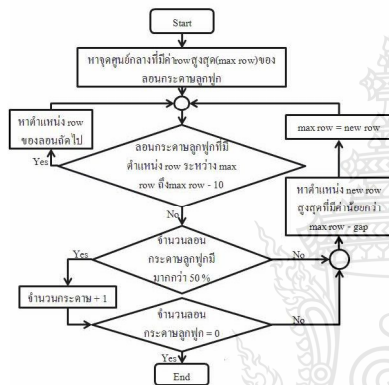 Start
หาจุดศูนย์กลางที่มีค่าrowสูงสุด(max row)ของ
ลอนกระดาษลูกฟูก
หาตำแหน่ง row
ของลอนถัดไป
max row = new row
Yes
ลอนกระดาษลูกฟูกที่มี
ตำแหน่ง row ระหว่าง max
row ถึงmax row - 10
หาตำแหน่ง new row
สูงสุดที่มีค่าน้อยกว่า
max row - gap
No
Yes
จำนวนลอน
กระดาษลูกฟูกมี
มากกว่า 50 %
No
จำนวนกระดาษ + 1
จำนวนลอน
กระดาษลูกฟูก = 0
No
Yes
End